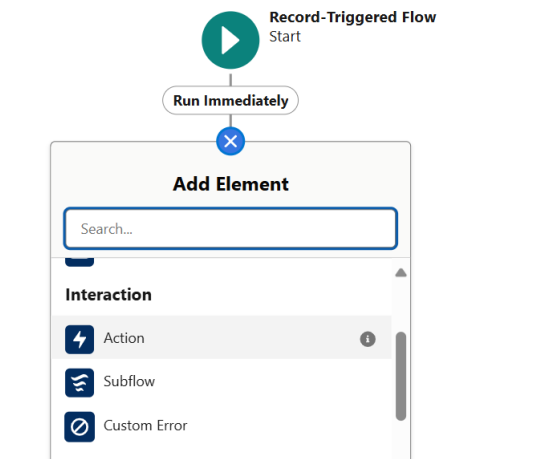 Record-Triggered Flow
Start
Run Immediately
Add Element
Search...
Interaction
Action
Subflow
Custom Error